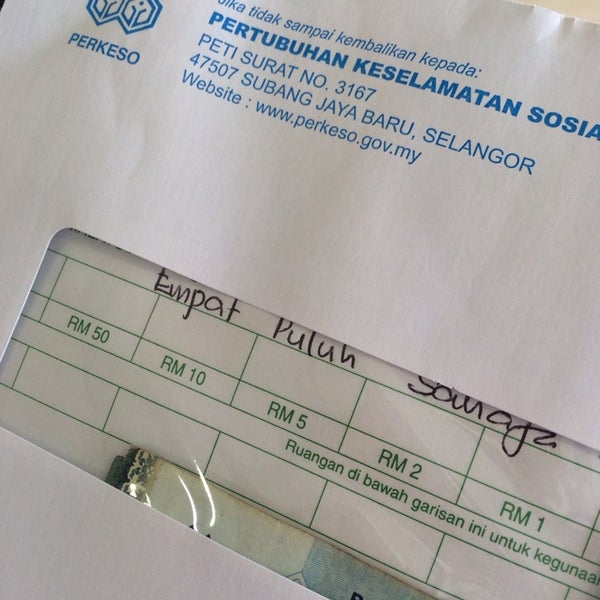 PERKESO
Jika tidak sampai kembalikan kepada:
PERTUBUHAN KESELAMATAN SOSIA
PETI SURAT NO. 3167
47507 SUBANG JAYA BARU, SELANGOR
Website : www.perkeso.gov.my
Empat Puluh Sahaja
RM 50
RM 10
RM 5
RM 2
RM 1
Ruangan di bawah garisan ini untuk kegunaa